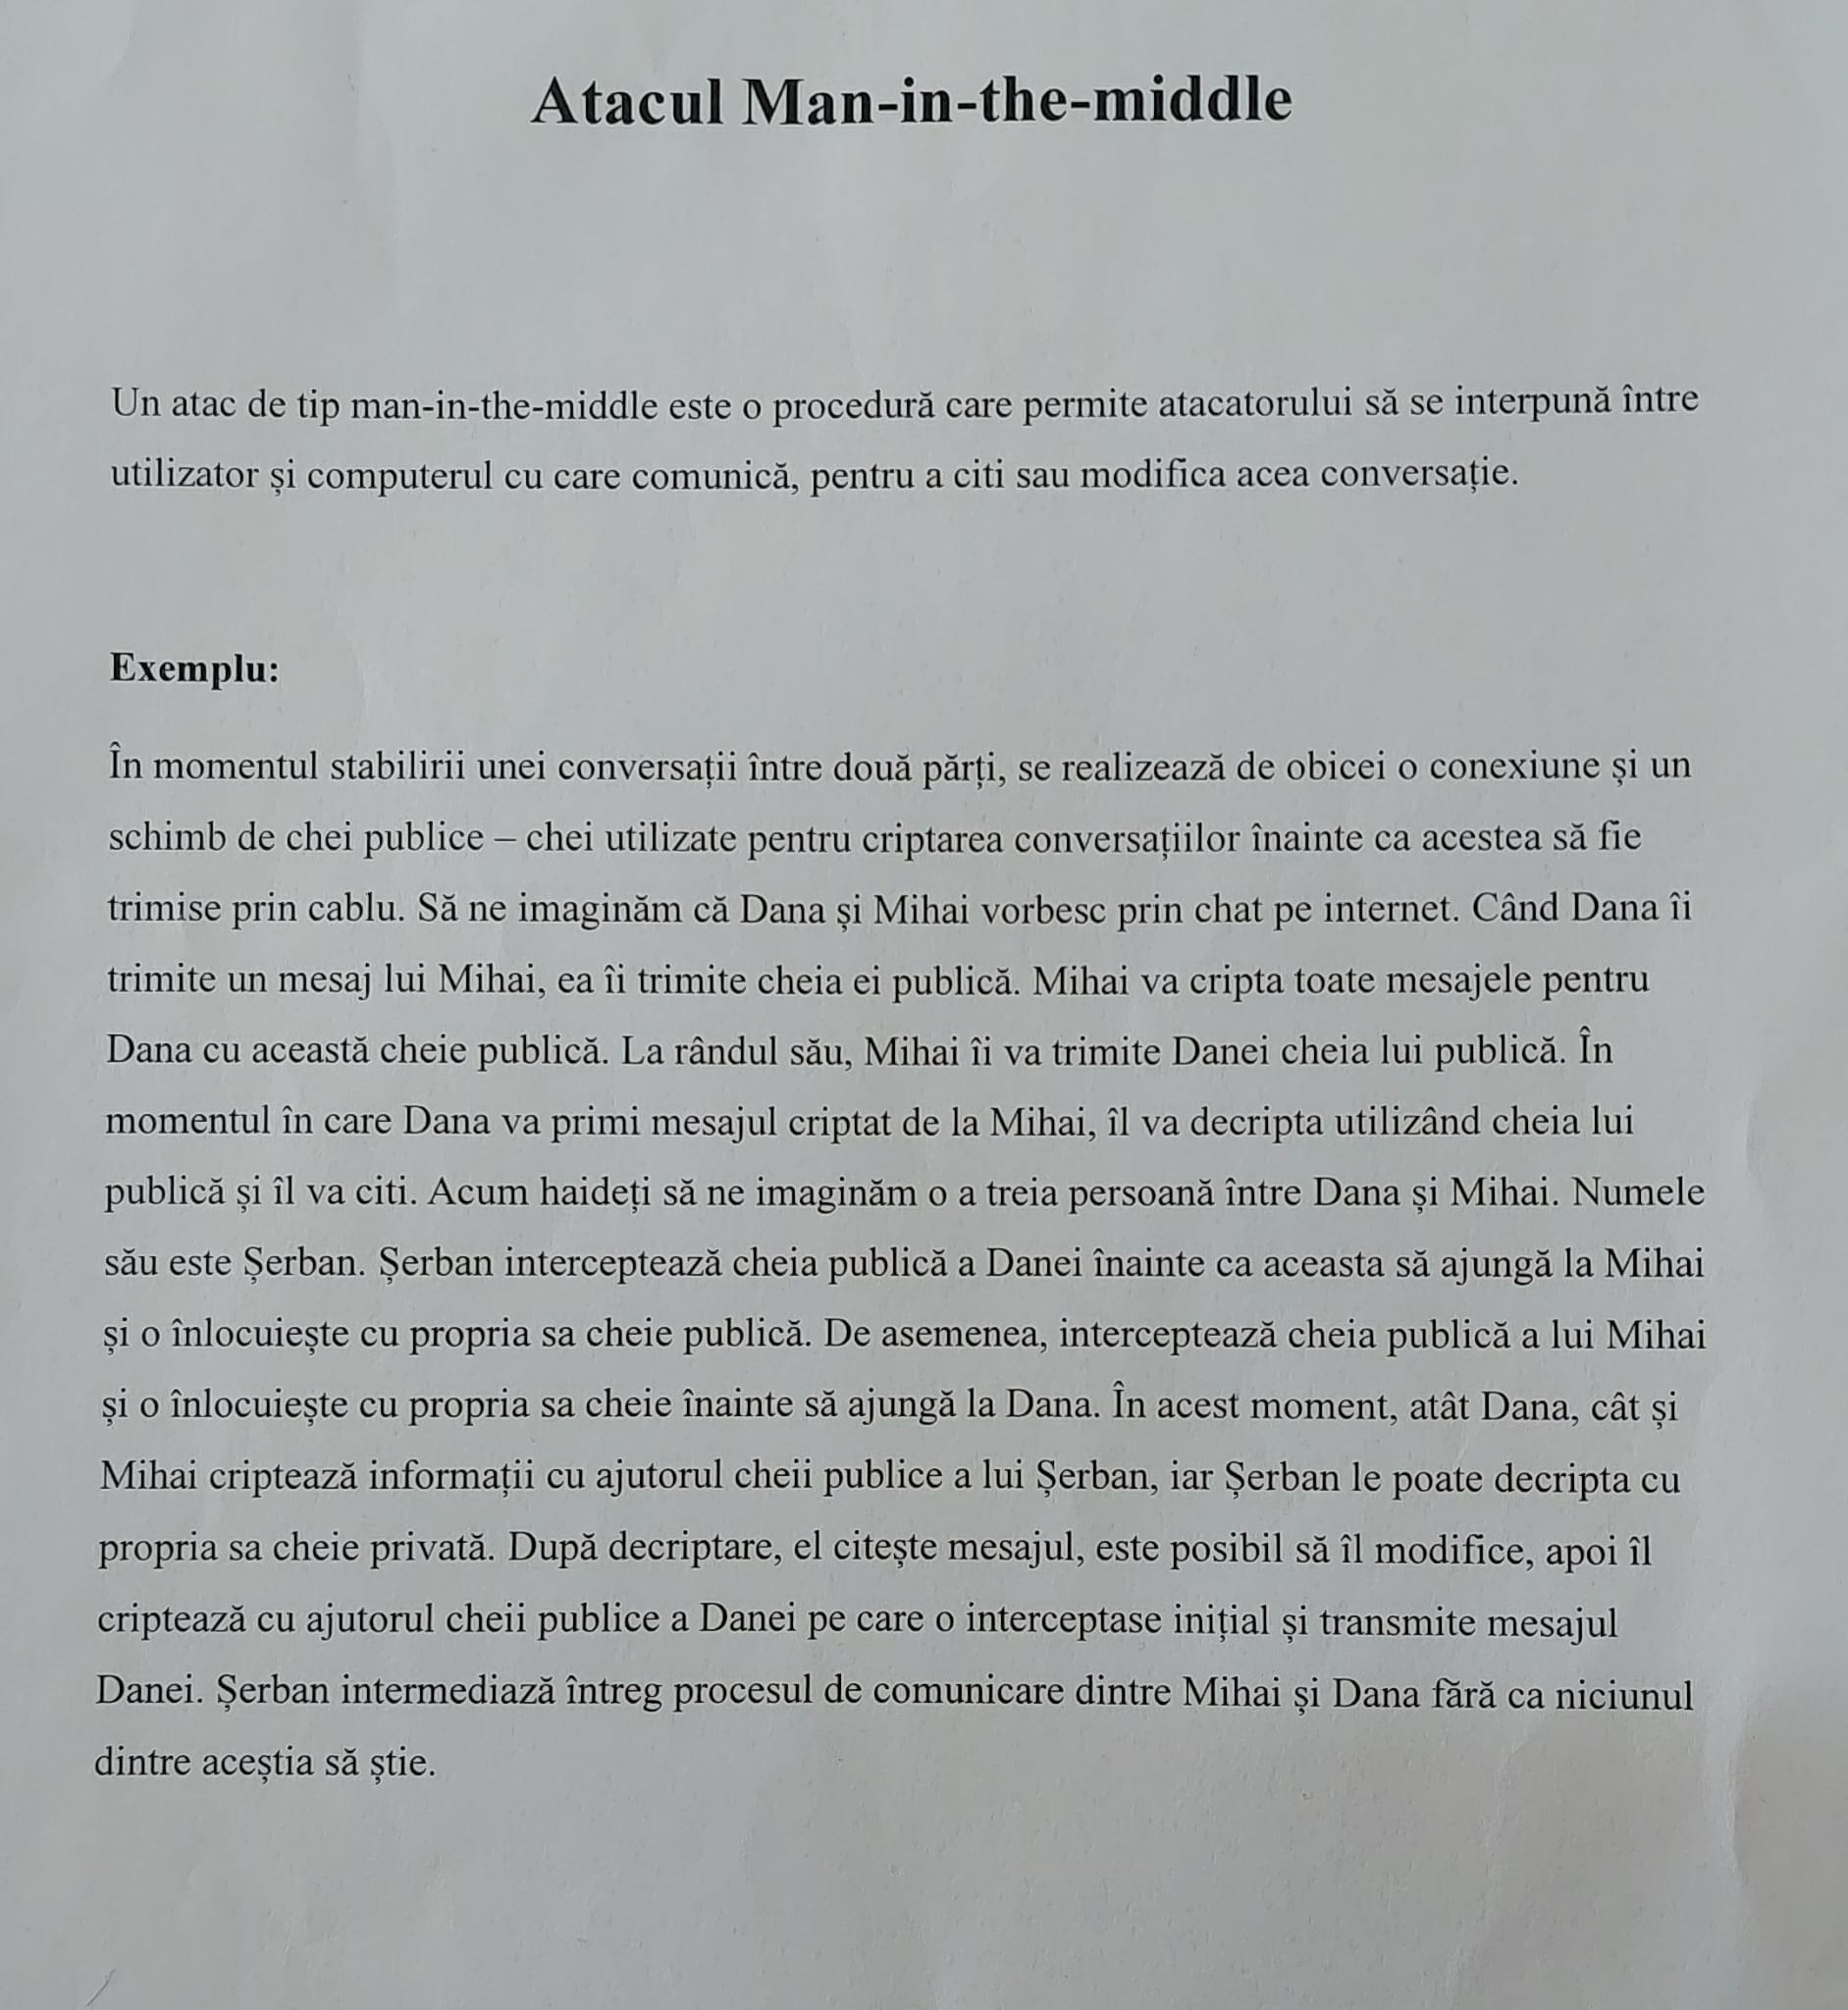 Atacul Man-in-the-middle
Un atac de tip man-in-the-middle este o procedură care permite atacatorului să se interpună între
utilizator și computerul cu care comunică, pentru a citi sau modifica acea conversație.
Exemplu:
În momentul stabilirii unei conversații între două părți, se realizează de obicei o conexiune și un
schimb de chei publice – chei utilizate pentru criptarea conversațiilor înainte ca acestea să fie
trimise prin cablu. Să ne imaginăm că Dana și Mihai vorbesc prin chat pe internet. Când Dana îi
trimite un mesaj lui Mihai, ea îi trimite cheia ei publică. Mihai va cripta toate mesajele pentru
Dana cu această cheie publică. La rândul său, Mihai îi va trimite Danei cheia lui publică. În
momentul în care Dana va primi mesajul criptat de la Mihai, îl va decripta utilizând cheia lui
publică și îl va citi. Acum haideți să ne imaginăm o a treia persoană între Dana și Mihai. Numele
său este Șerban. Șerban interceptează cheia publică a Danei înainte ca aceasta să ajungă la Mihai
și o înlocuiește cu propria sa cheie publică. De asemenea, interceptează cheia publică a lui Mihai
și o înlocuiește cu propria sa cheie înainte să ajungă la Dana. În acest moment, atât Dana, cât și
Mihai criptează informații cu ajutorul cheii publice a lui Șerban, iar Șerban le poate decripta cu
propria sa cheie privată. După decriptare, el citește mesajul, este posibil să îl modifice, apoi îl
criptează cu ajutorul cheii publice a Danei pe care o interceptase inițial și transmite mesajul
Danei. Șerban intermediază întreg procesul de comunicare dintre Mihai și Dana fără ca niciunul
dintre aceștia să știe.